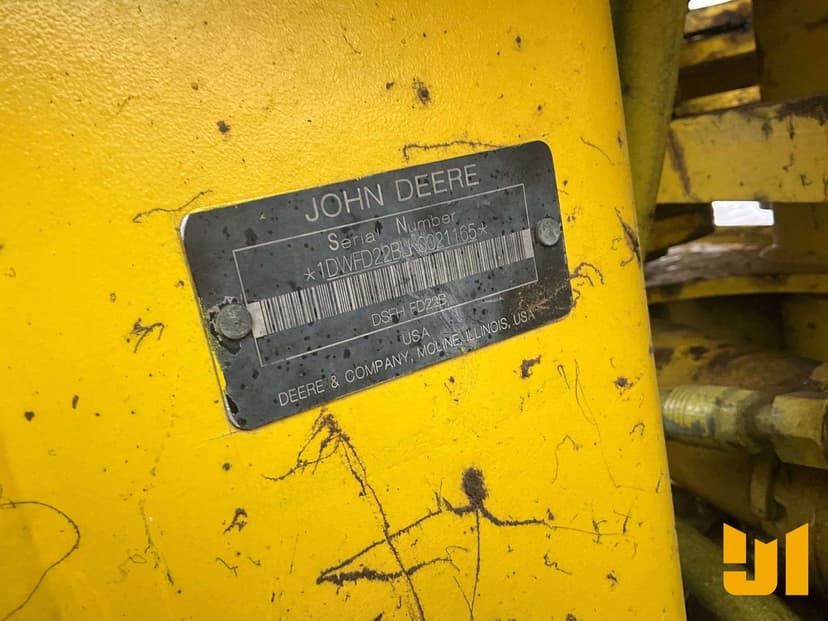 JOHN DEERE
Serial Number
DSFH FD22B
USA
DEERE & COMPANY, MOLINE, ILLINOIS, USA